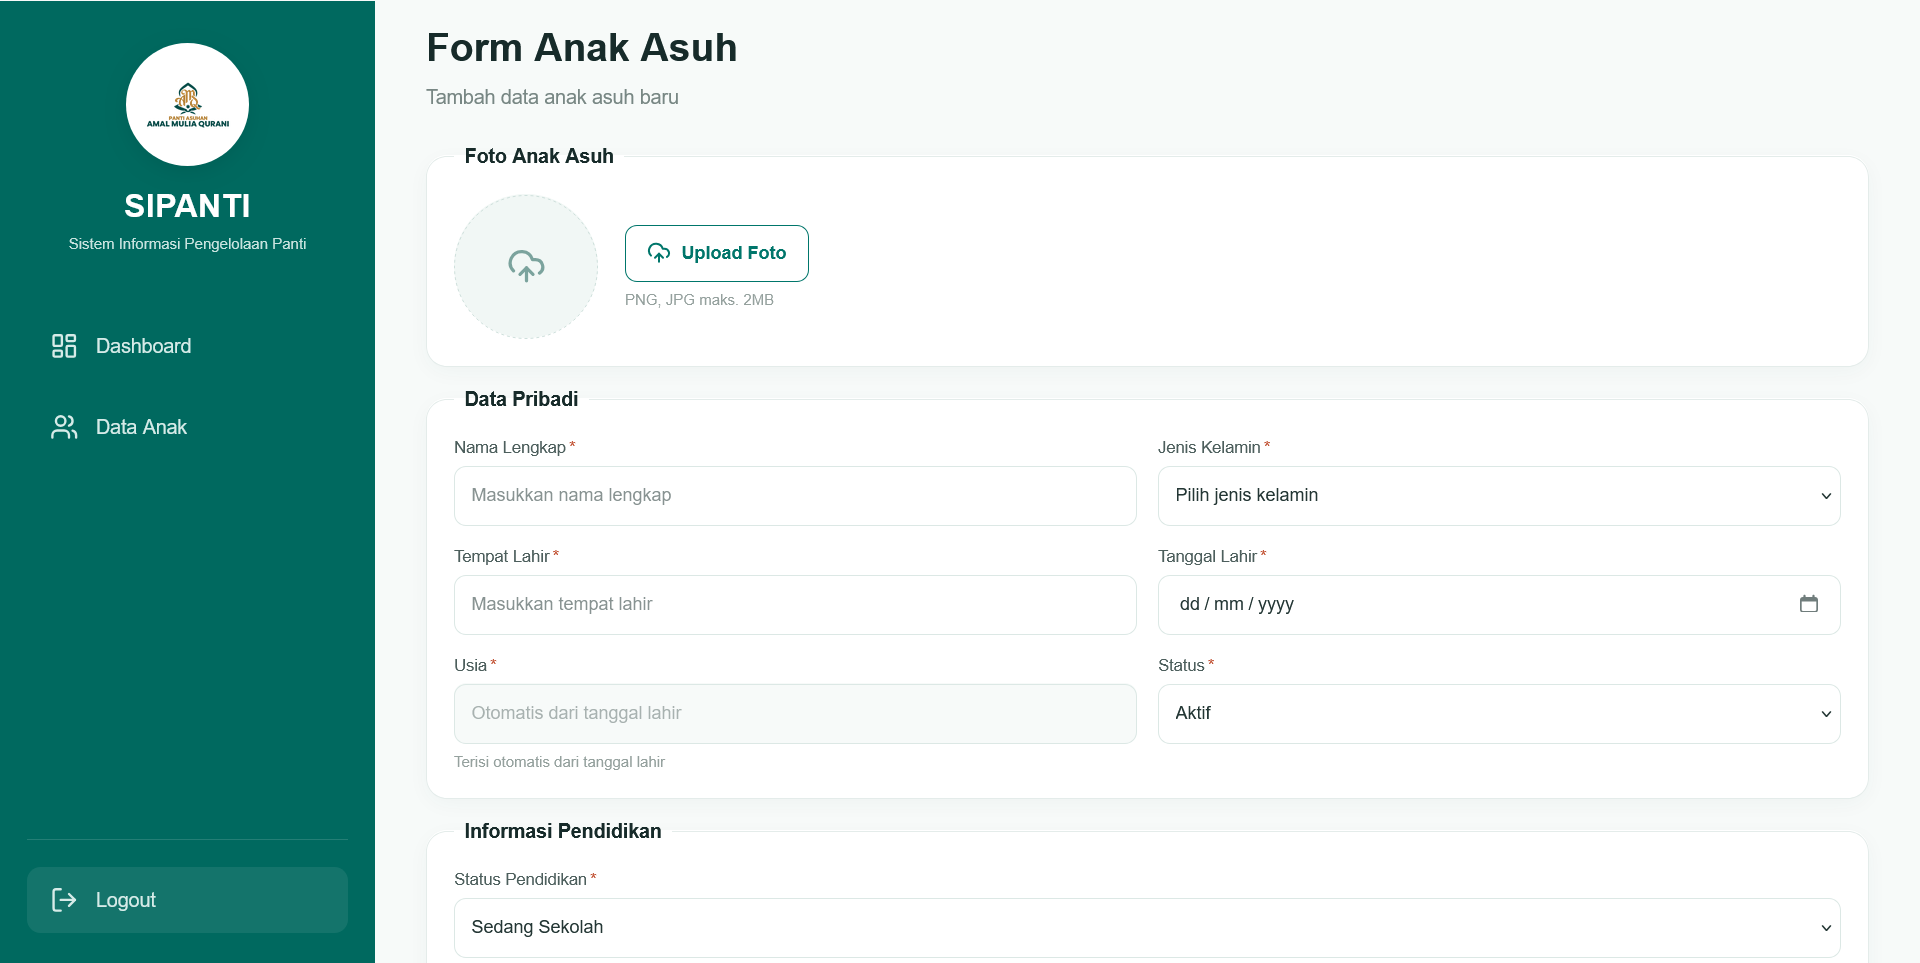 PANTI ASUHAN
AMAL MULIA QURANI
SIPANTI
Sistem Informasi Pengelolaan Panti
Dashboard
Data Anak
Logout
Form Anak Asuh
Tambah data anak asuh baru
Foto Anak Asuh
Upload Foto
PNG, JPG maks. 2MB
Data Pribadi
Nama Lengkap *
Masukkan nama lengkap
Jenis Kelamin *
Pilih jenis kelamin
Tempat Lahir *
Masukkan tempat lahir
Tanggal Lahir *
dd / mm / yyyy
Usia *
Otomatis dari tanggal lahir
Terisi otomatis dari tanggal lahir
Status *
Aktif
Informasi Pendidikan
Status Pendidikan *
Sedang Sekolah